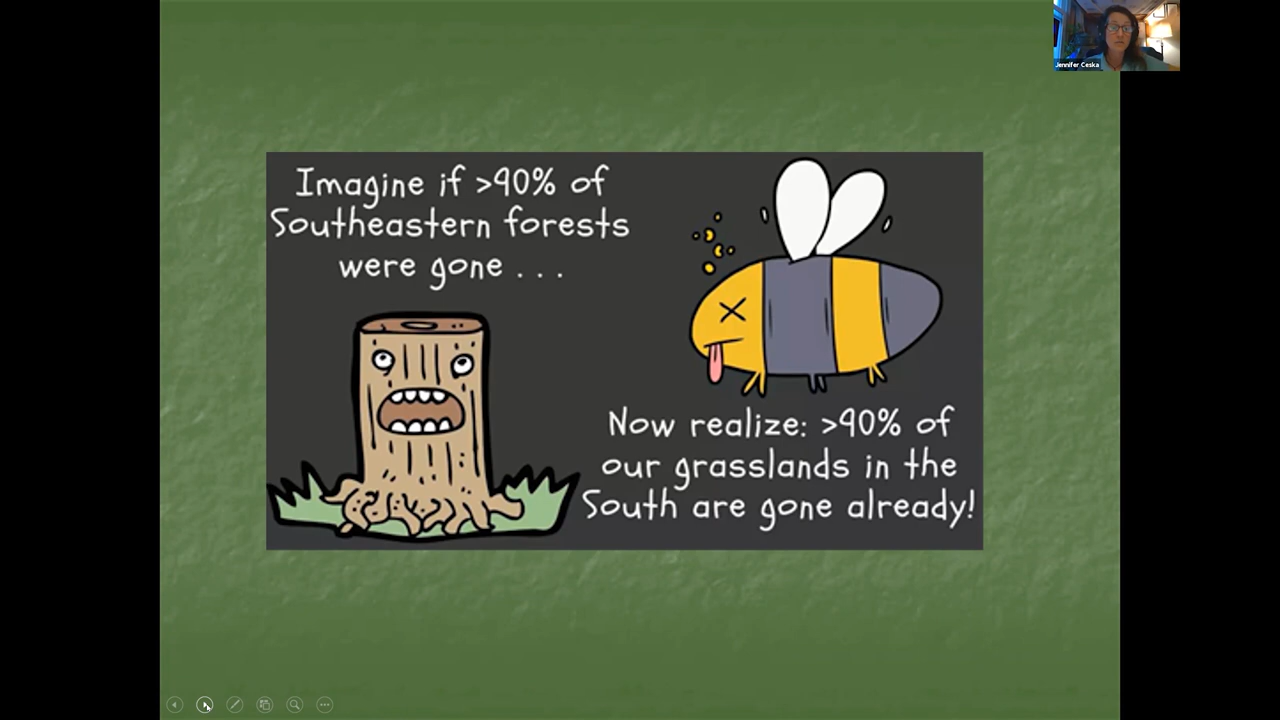 Jennifer Ceska
Imagine if >90% of
Southeastern forests
were gone . . .
Now realize: >90% of
our grasslands in the
South are gone already!